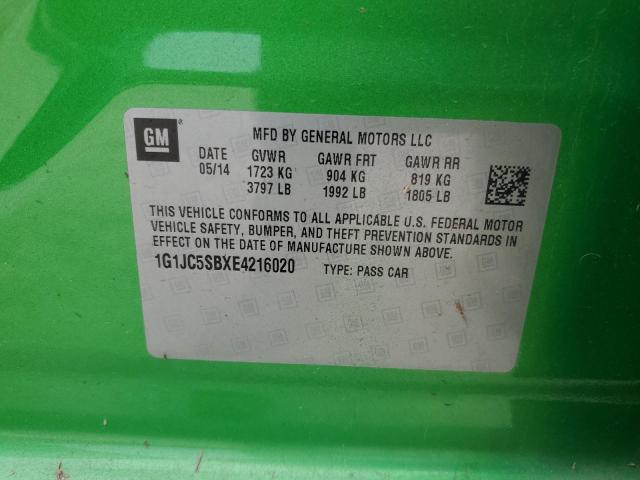 GM ®
MFD BY GENERAL MOTORS LLC
DATE GVWR GAWR FRT GAWR RR
05/14 1723 KG 904 KG 819 KG
3797 LB 1992 LB 1805 LB
THIS VEHICLE CONFORMS TO ALL APPLICABLE U.S. FEDERAL MOTOR
VEHICLE SAFETY, BUMPER, AND THEFT PREVENTION STANDARDS IN
EFFECT ON THE DATE OF MANUFACTURE SHOWN ABOVE.
1G1JC5SBXE4216020 TYPE: PASS CAR